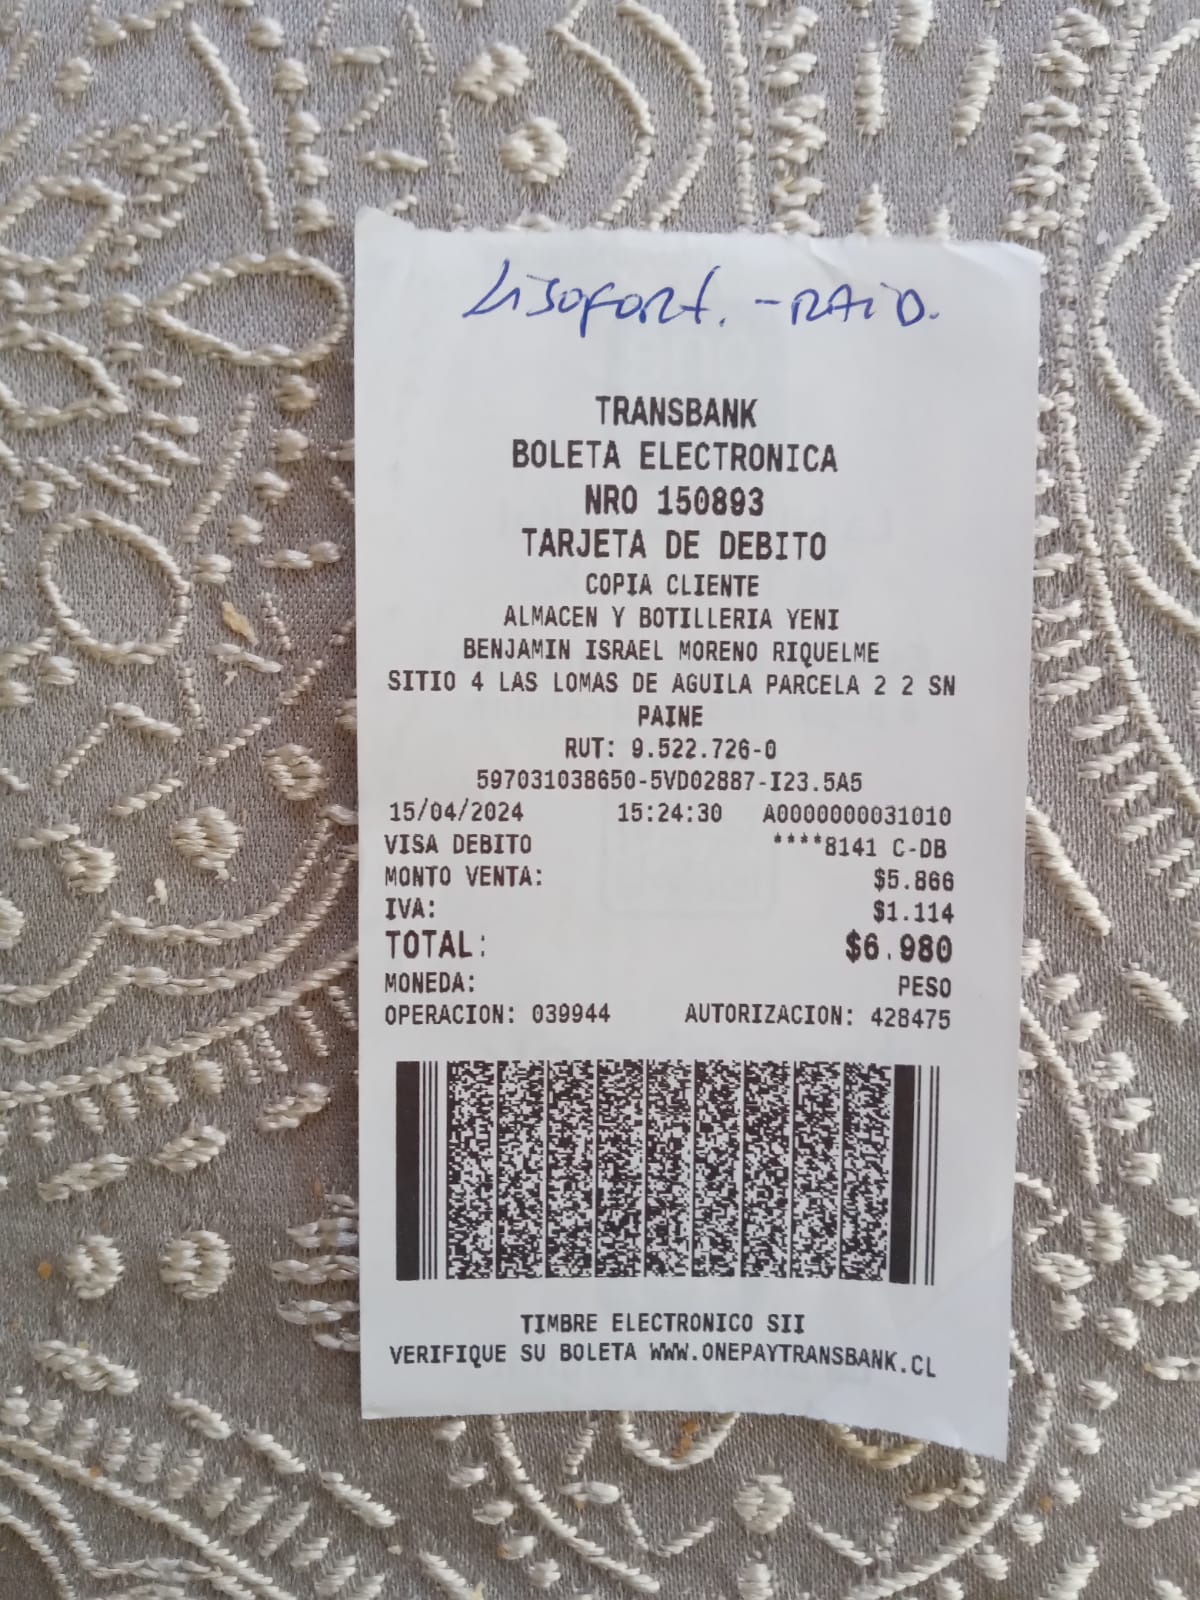 Lisofort. - RAiD.
TRANSBANK
BOLETA ELECTRONICA
NRO 150893
TARJETA DE DEBITO
COPIA CLIENTE
ALMACEN Y BOTILLERIA YENI
BENJAMIN ISRAEL MORENO RIQUELME
SITIO 4 LAS LOMAS DE AGUILA PARCELA 2 2 SN
PAINE
RUT: 9.522.726-0
597031038650-5VD02887-I23.5A5
15/04/2024 15:24:30 A0000000031010
VISA DEBITO ****8141 C-DB
MONTO VENTA: $5.866
IVA: $1.114
TOTAL: $6.980
MONEDA: PESO
OPERACION: 039944 AUTORIZACION: 428475
TIMBRE ELECTRONICO SII
VERIFIQUE SU BOLETA WWW.ONEPAYTRANSBANK.CL